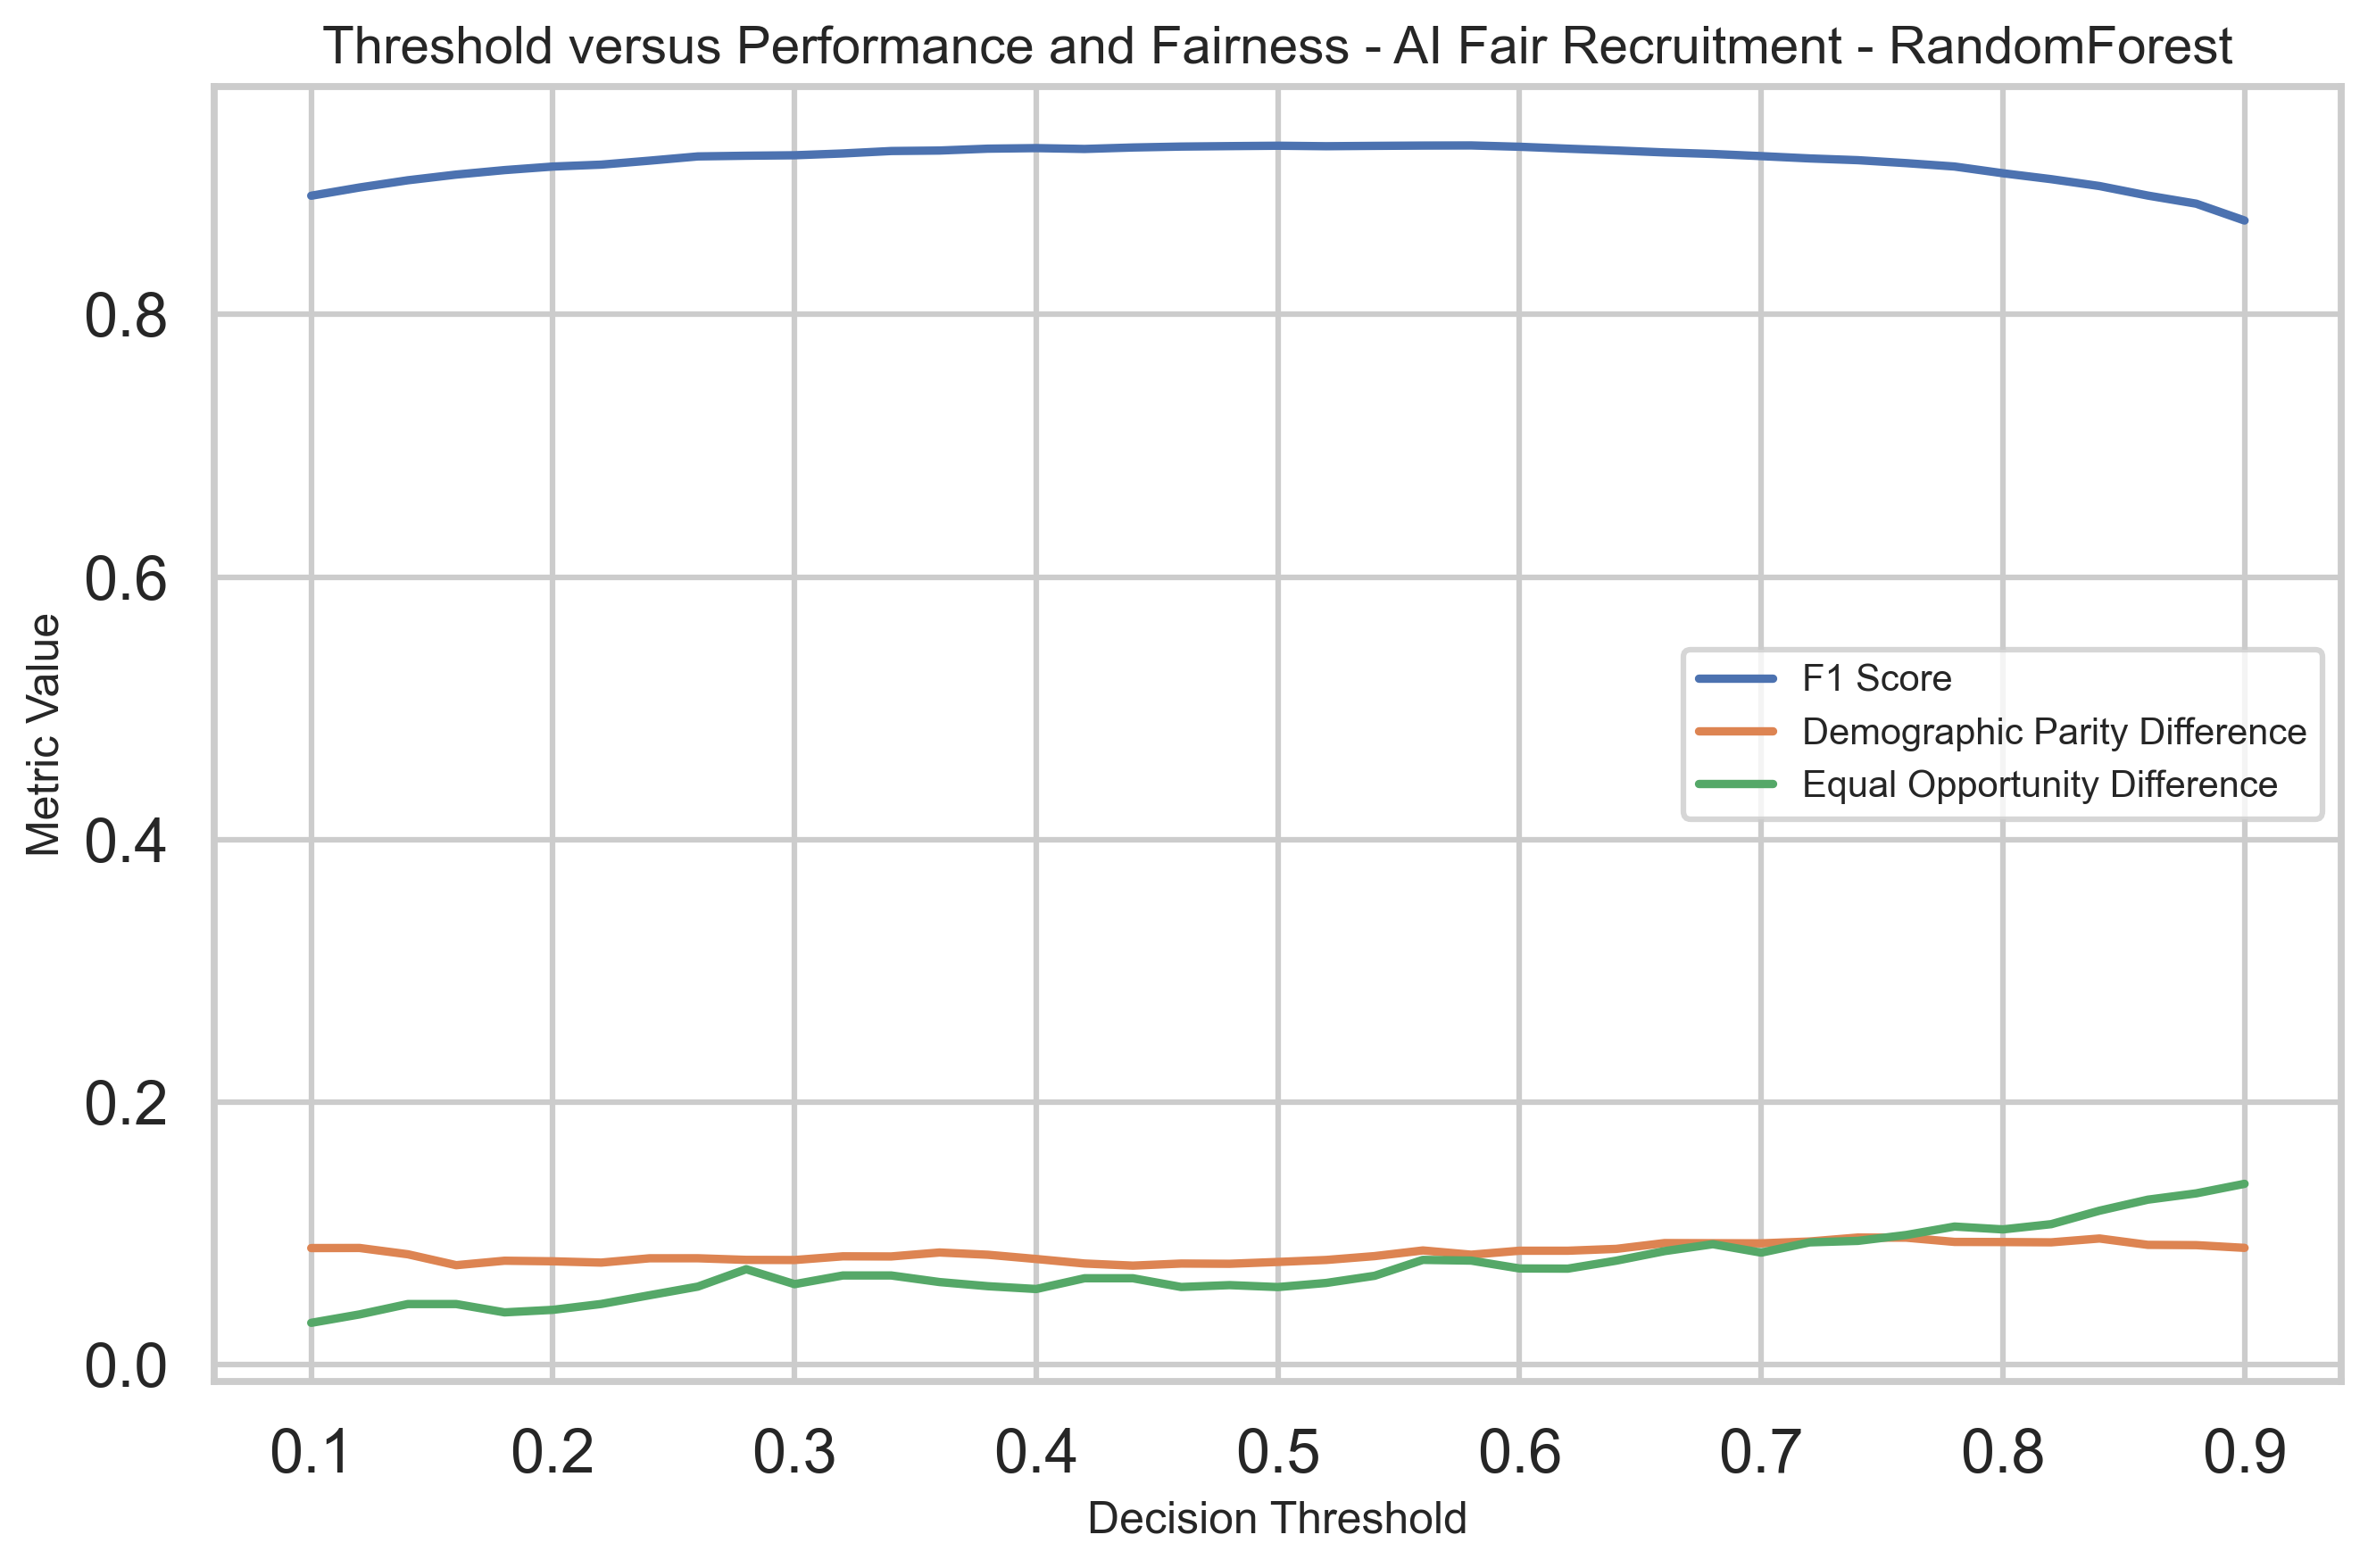 Threshold versus Performance and Fairness - AI Fair Recruitment - RandomForest
Metric Value
0.8
0.6
0.4
0.2
0.0
F1 Score
Demographic Parity Difference
Equal Opportunity Difference
0.1 0.2 0.3 0.4 0.5 0.6 0.7 0.8 0.9
Decision Threshold